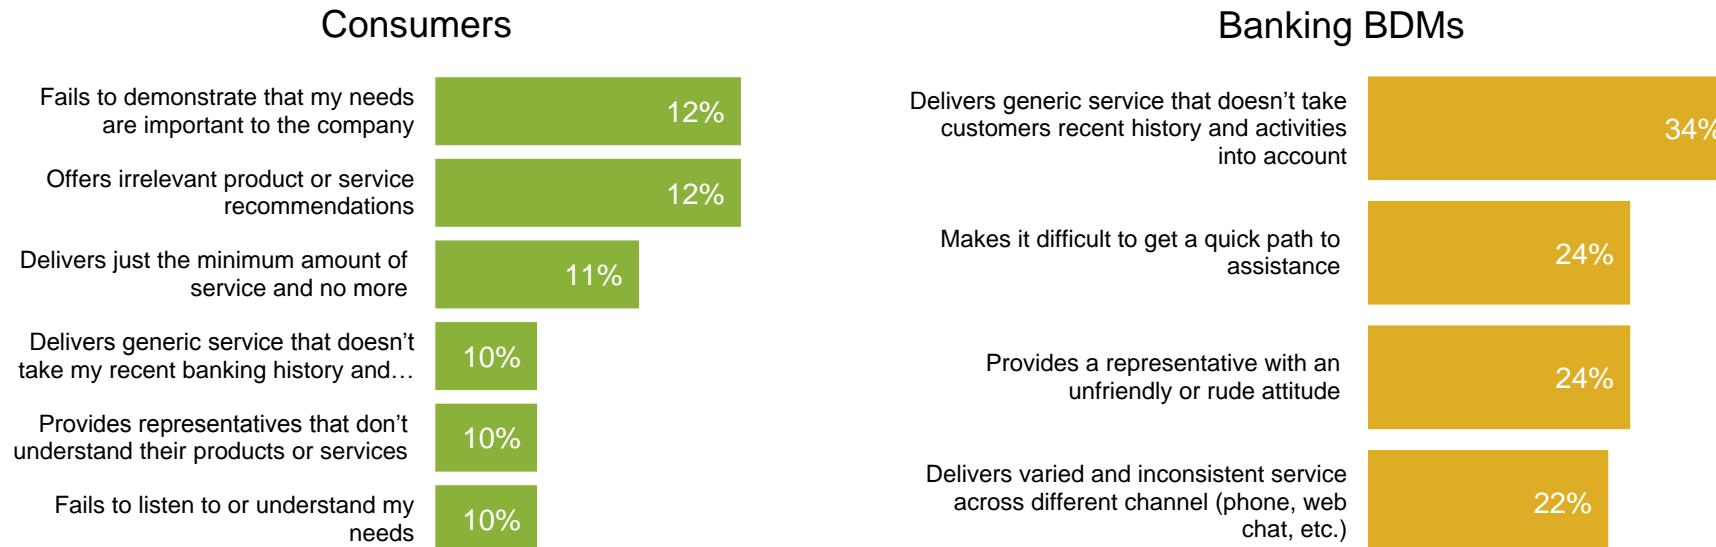 Consumers
Fails to demonstrate that my needs
are important to the company
12%
Offers irrelevant product or service
recommendations
12%
Delivers just the minimum amount of
service and no more
11%
Delivers generic service that doesn’t
take my recent banking history and…
10%
Provides representatives that don’t
understand their products or services
10%
Fails to listen to or understand my
needs
10%
Banking BDMs
Delivers generic service that doesn’t take
customers recent history and activities
into account
34%
Makes it difficult to get a quick path to
assistance
24%
Provides a representative with an
unfriendly or rude attitude
24%
Delivers varied and inconsistent service
across different channel (phone, web
chat, etc.)
22%